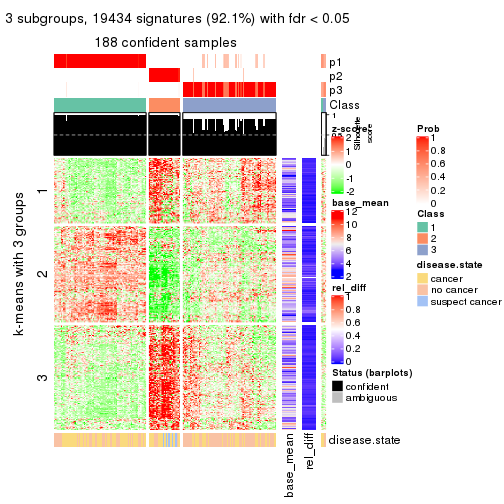 3 subgroups, 19434 signatures (92.1%) with fdr < 0.05
188 confident samples
p1
p2
p3
Class
1
Silhouette
score
k-means with 3 groups
1
2
3
z-score
2
1
0
-1
-2
base_mean
12
10
8
6
4
2
rel_diff
1
0.8
0.6
0.4
0.2
0
Status (barplots)
confident
ambiguous
Prob
1
0.8
0.6
0.4
0.2
0
Class
1
2
3
disease.state
cancer
no cancer
suspect cancer
disease.state
base_mean
rel_diff